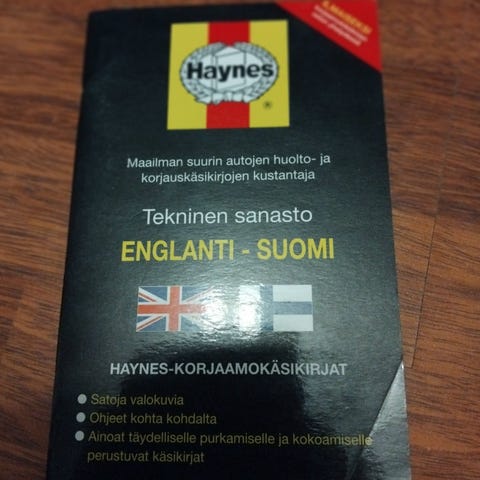 ILMAISEKSI
Haynes
®
Maailman suurin autojen huolto- ja
korjauskäsikirjojen kustantaja
Tekninen sanasto
ENGLANTI - SUOMI
HAYNES-KORJAAMOKÄSIKIRJAT
Satoja valokuvia
Ohjeet kohta kohdalta
Ainoat täydelliselle purkamiselle ja kokoamiselle
perustuvat käsikirjat